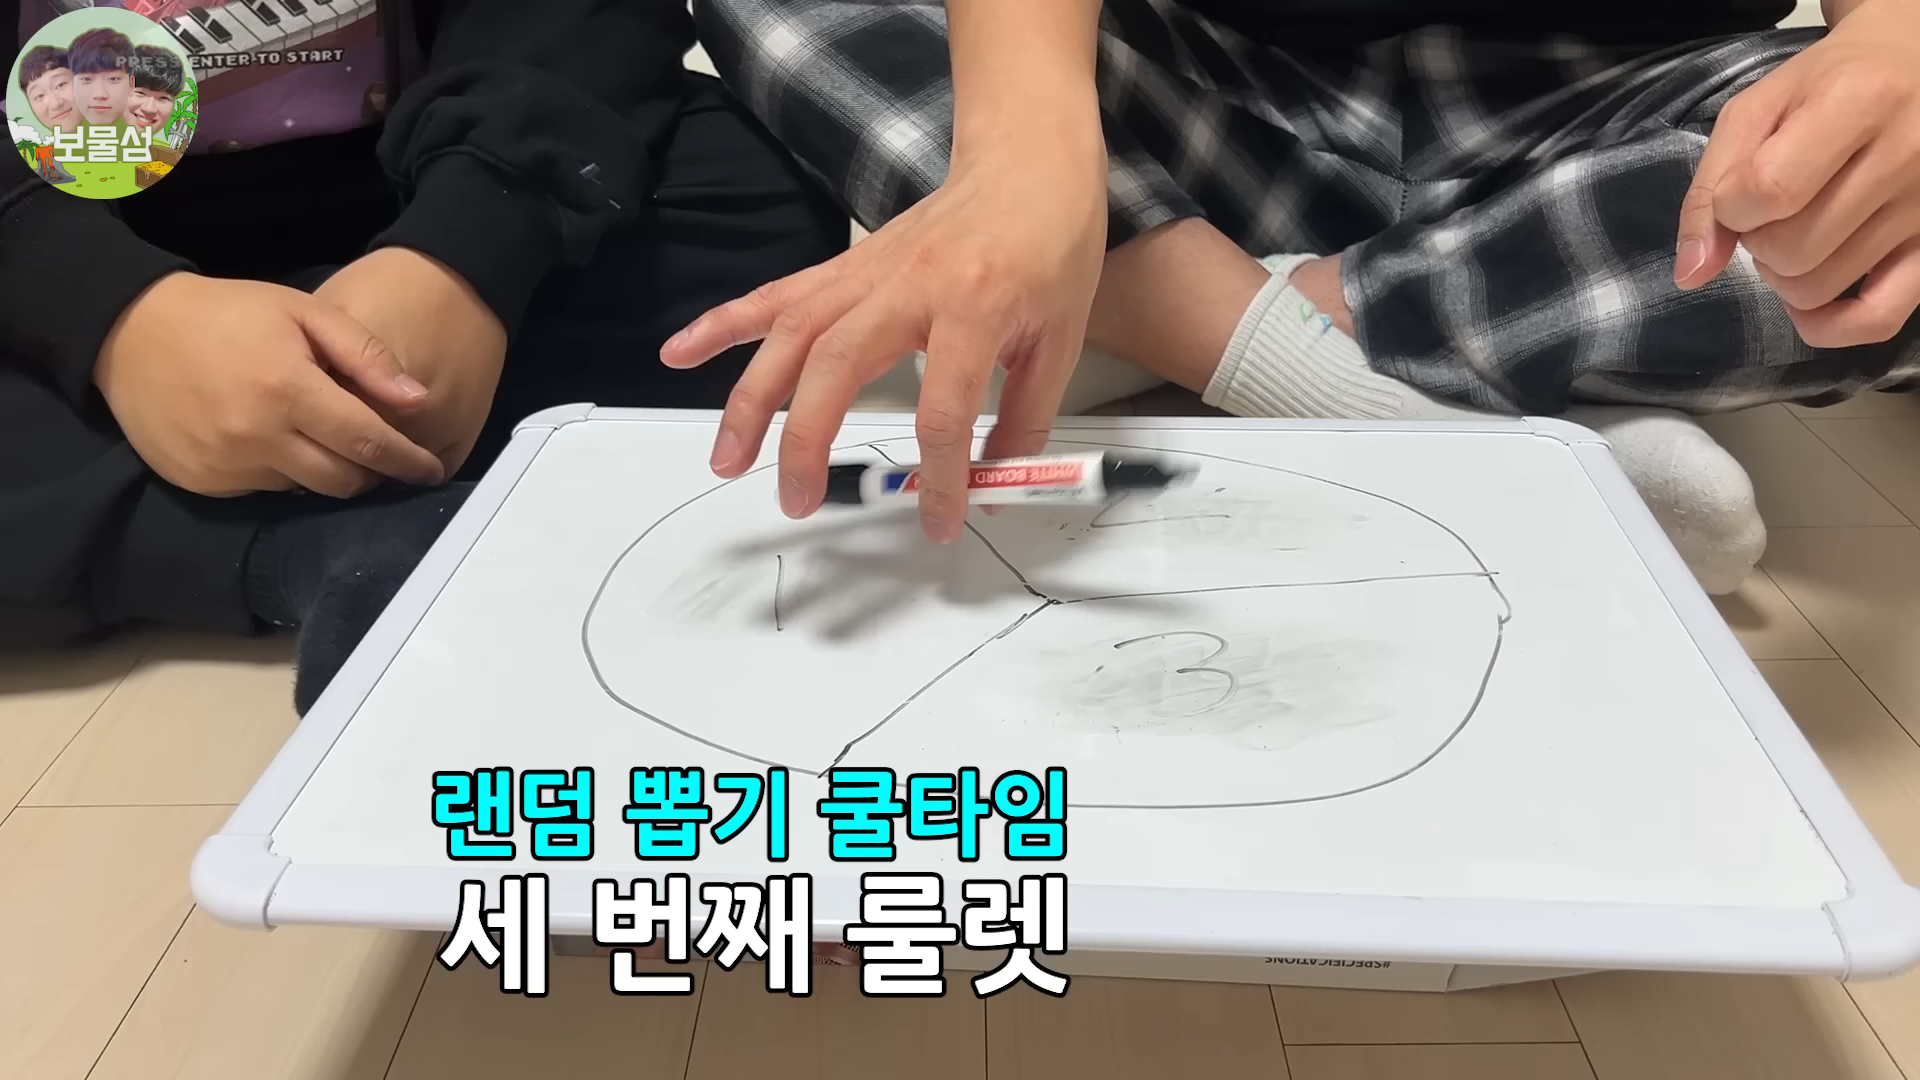 PRESS ENTER TO START
보물섬
WHITE BOARD
1
2
3
랜덤 뽑기 쿨타임
세 번째 룰렛
#SPECIFICATIONS